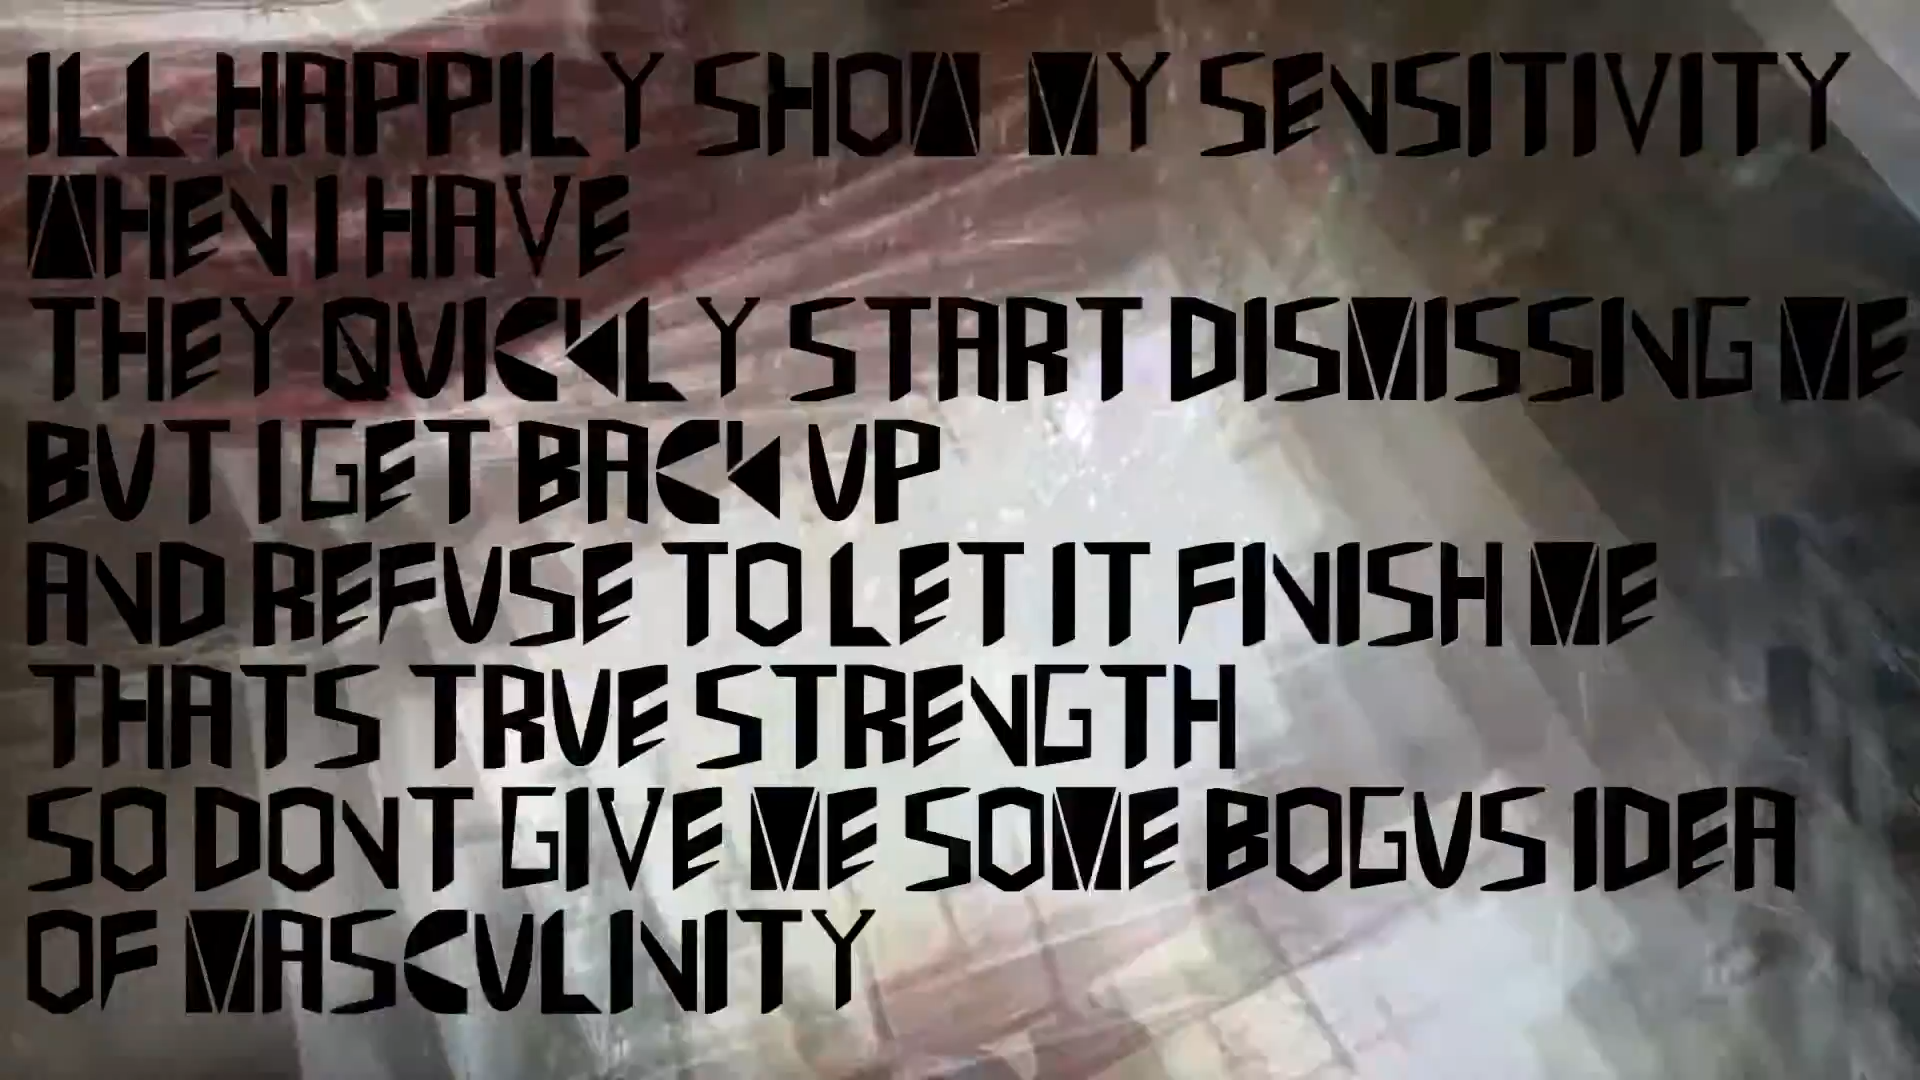 ILL HAPPILY SHOW MY SENSITIVITY
WHEN I HAVE
THEY QUICKLY START DISMISSING ME
BUT I GET BACK UP
AND REFUSE TO LET IT FINISH ME
THATS TRUE STRENGTH
SO DONT GIVE ME SOME BOGUS IDEA
OF MASCULINITY